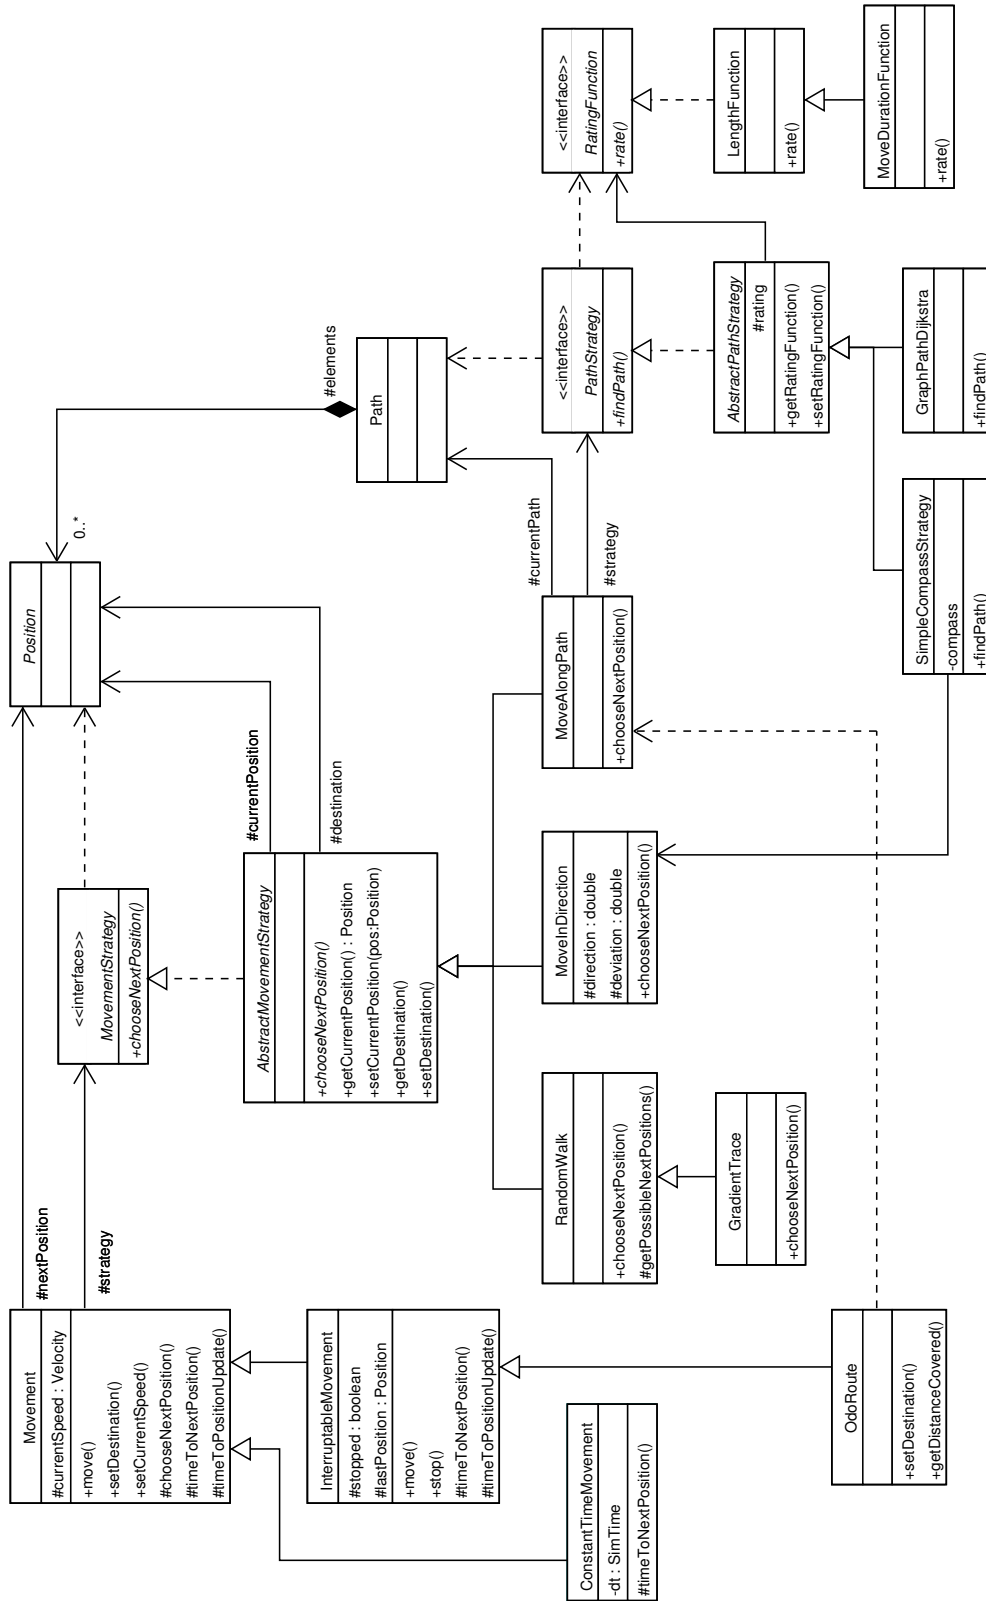 Movement
#currentSpeed : Velocity
+move()
+setDestination()
+setCurrentSpeed()
#chooseNextPosition()
#timeToNextPosition()
#timeToPositionUpdate()
#nextPosition
#strategy
<<interface>>
MovementStrategy
+chooseNextPosition()
Position
0..*
#elements
Path
AbstractMovementStrategy
+chooseNextPosition()
+getCurrentPosition() : Position
+setCurrentPosition(pos:Position)
+getDestination()
+setDestination()
#currentPosition
#destination
InterruptableMovement
#stopped : boolean
#lastPosition : Position
+move()
+stop()
#timeToNextPosition()
#timeToPositionUpdate()
ConstantTimeMovement
-dt : SimTime
#timeToNextPosition()
RandomWalk
+chooseNextPosition()
#getPossibleNextPositions()
MoveInDirection
#direction : double
#deviation : double
+chooseNextPosition()
MoveAlongPath
+chooseNextPosition()
#currentPath
#strategy
<<interface>>
PathStrategy
+findPath()
<<interface>>
RatingFunction
+rate()
GradientTrace
+chooseNextPosition()
AbstractPathStrategy
#rating
+getRatingFunction()
+setRatingFunction()
LengthFunction
+rate()
OdoRoute
+setDestination()
+getDistanceCovered()
SimpleCompassStrategy
-compass
+findPath()
GraphPathDijkstra
+findPath()
MoveDurationFunction
+rate()